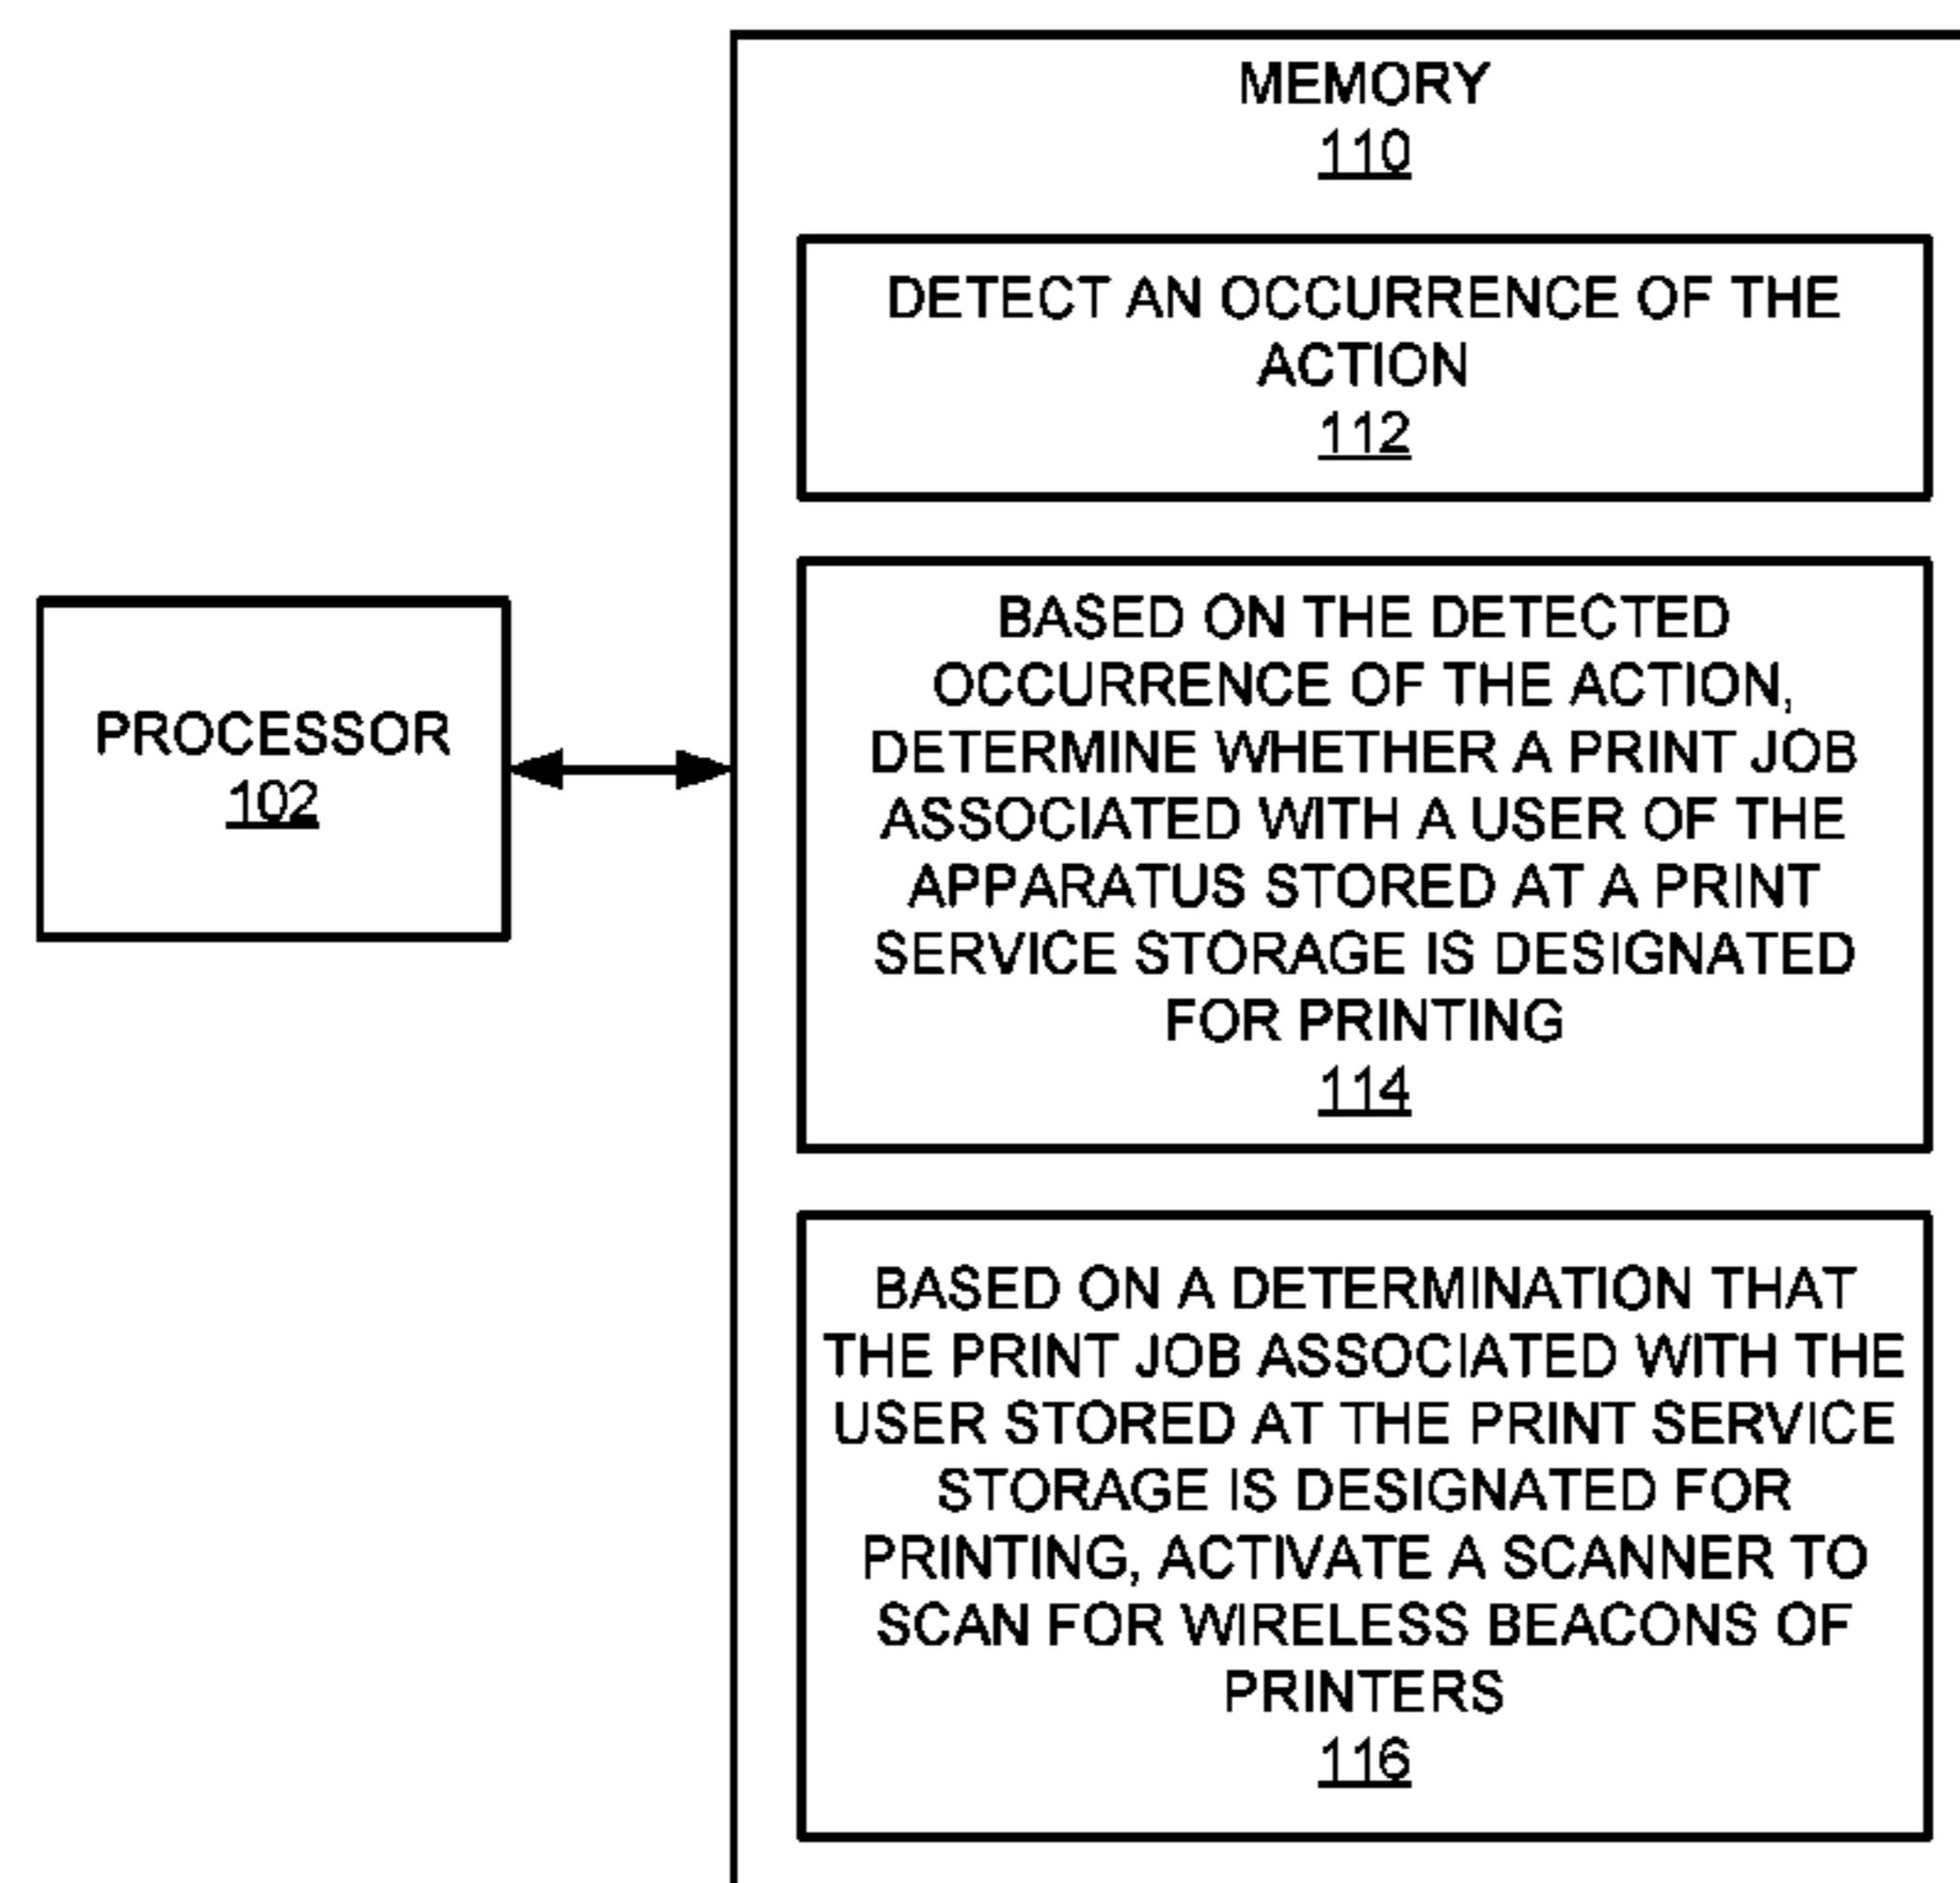 MEMORY
110
DETECT AN OCCURRENCE OF THE
ACTION
112
BASED ON THE DETECTED
OCCURRENCE OF THE ACTION,
DETERMINE WHETHER A PRINT JOB
ASSOCIATED WITH A USER OF THE
APPARATUS STORED AT A PRINT
SERVICE STORAGE IS DESIGNATED
FOR PRINTING
114
PROCESSOR
102
BASED ON A DETERMINATION THAT
THE PRINT JOB ASSOCIATED WITH THE
USER STORED AT THE PRINT SERVICE
STORAGE IS DESIGNATED FOR
PRINTING, ACTIVATE A SCANNER TO
SCAN FOR WIRELESS BEACONS OF
PRINTERS
116